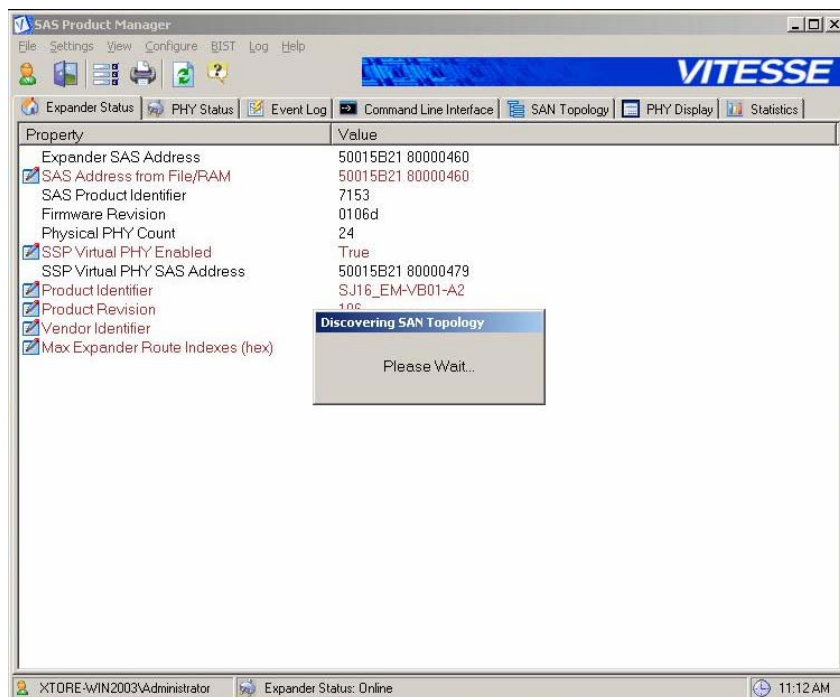 SAS Product Manager
File Settings View Configure BIST Log Help
VITESSE
Expander Status PHY Status Event Log Command Line Interface SAN Topology PHY Display Statistics
Property Value
Expander SAS Address 50015B21 80000460
SAS Address from File/RAM 50015B21 80000460
SAS Product Identifier 7153
Firmware Revision 0106d
Physical PHY Count 24
SSP Virtual PHY Enabled True
SSP Virtual PHY SAS Address 50015B21 80000479
Product Identifier SJ16_EM-VB01-A2
Product Revision
Vendor Identifier
Max Expander Route Indexes (hex)
Discovering SAN Topology
Please Wait...
XTORE-WIN2003\Administrator Expander Status: Online 11:12 AM